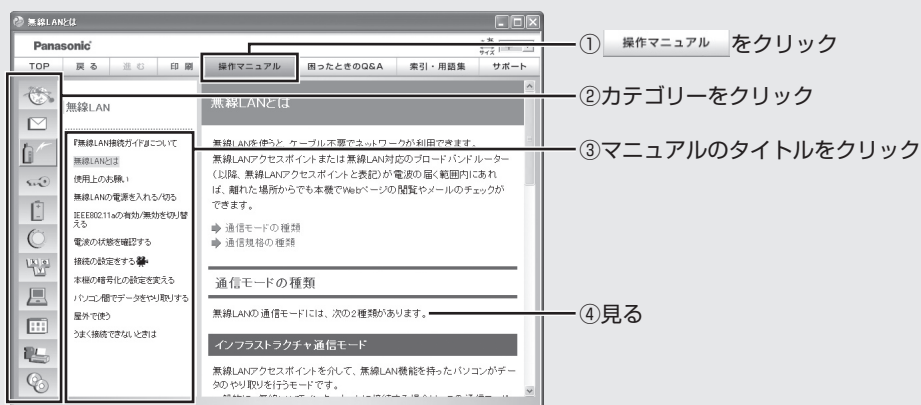 無線LANとは
Panasonic
サイズ
TOP 戻る 進む 印刷 操作マニュアル 困ったときのQ&A 索引・用語集 サポート
① 操作マニュアル をクリック
②カテゴリーをクリック
③マニュアルのタイトルをクリック
④見る
無線LAN
『無線LAN接続ガイド』について
無線LANとは
使用上のお願い
無線LANの電源を入れる/切る
IEEE802.11aの有効/無効を切り替
える
電波の状態を確認する
接続の設定をする
本機の暗号化の設定を変える
パソコン間でデータをやり取りする
屋外で使う
うまく接続できないときは
無線LANとは
無線LANを使うと、ケーブル不要でネットワークが利用できます。
無線LANアクセスポイントまたは無線LAN対応のブロードバンドルーター
(以降、無線LANアクセスポイントと表記)が電波の届く範囲内にあれ
ば、離れた場所からでも本機でWebページの閲覧やメールのチェックが
できます。
通信モードの種類
通信規格の種類
通信モードの種類
無線LANの通信モードには、次の2種類があります。
インフラストラクチャ通信モード
無線LANアクセスポイントを介して、無線LAN機能を持ったパソコンがデー
タのやり取りを行うモードです。